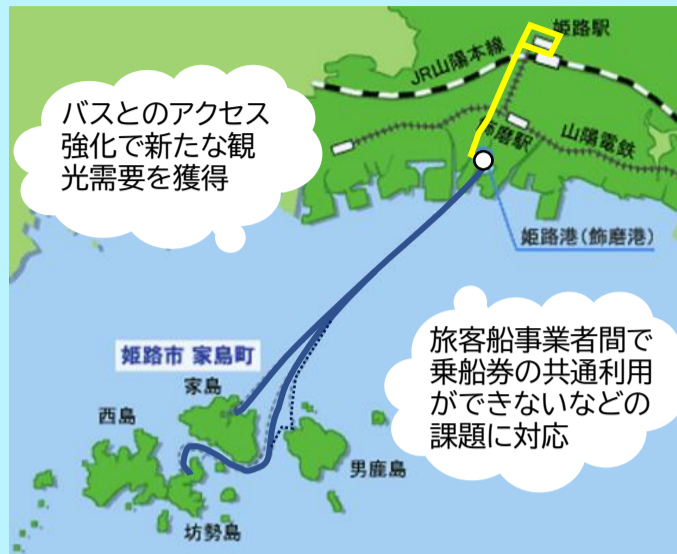 姫路駅
JR山陽本線
バスとのアクセス
強化で新たな観
光需要を獲得
飾磨駅
山陽電鉄
姫路港(飾磨港)
姫路市 家島町
家島
西島
坊勢島
男鹿島
旅客船事業者間で
乗船券の共通利用
ができないなどの
課題に対応